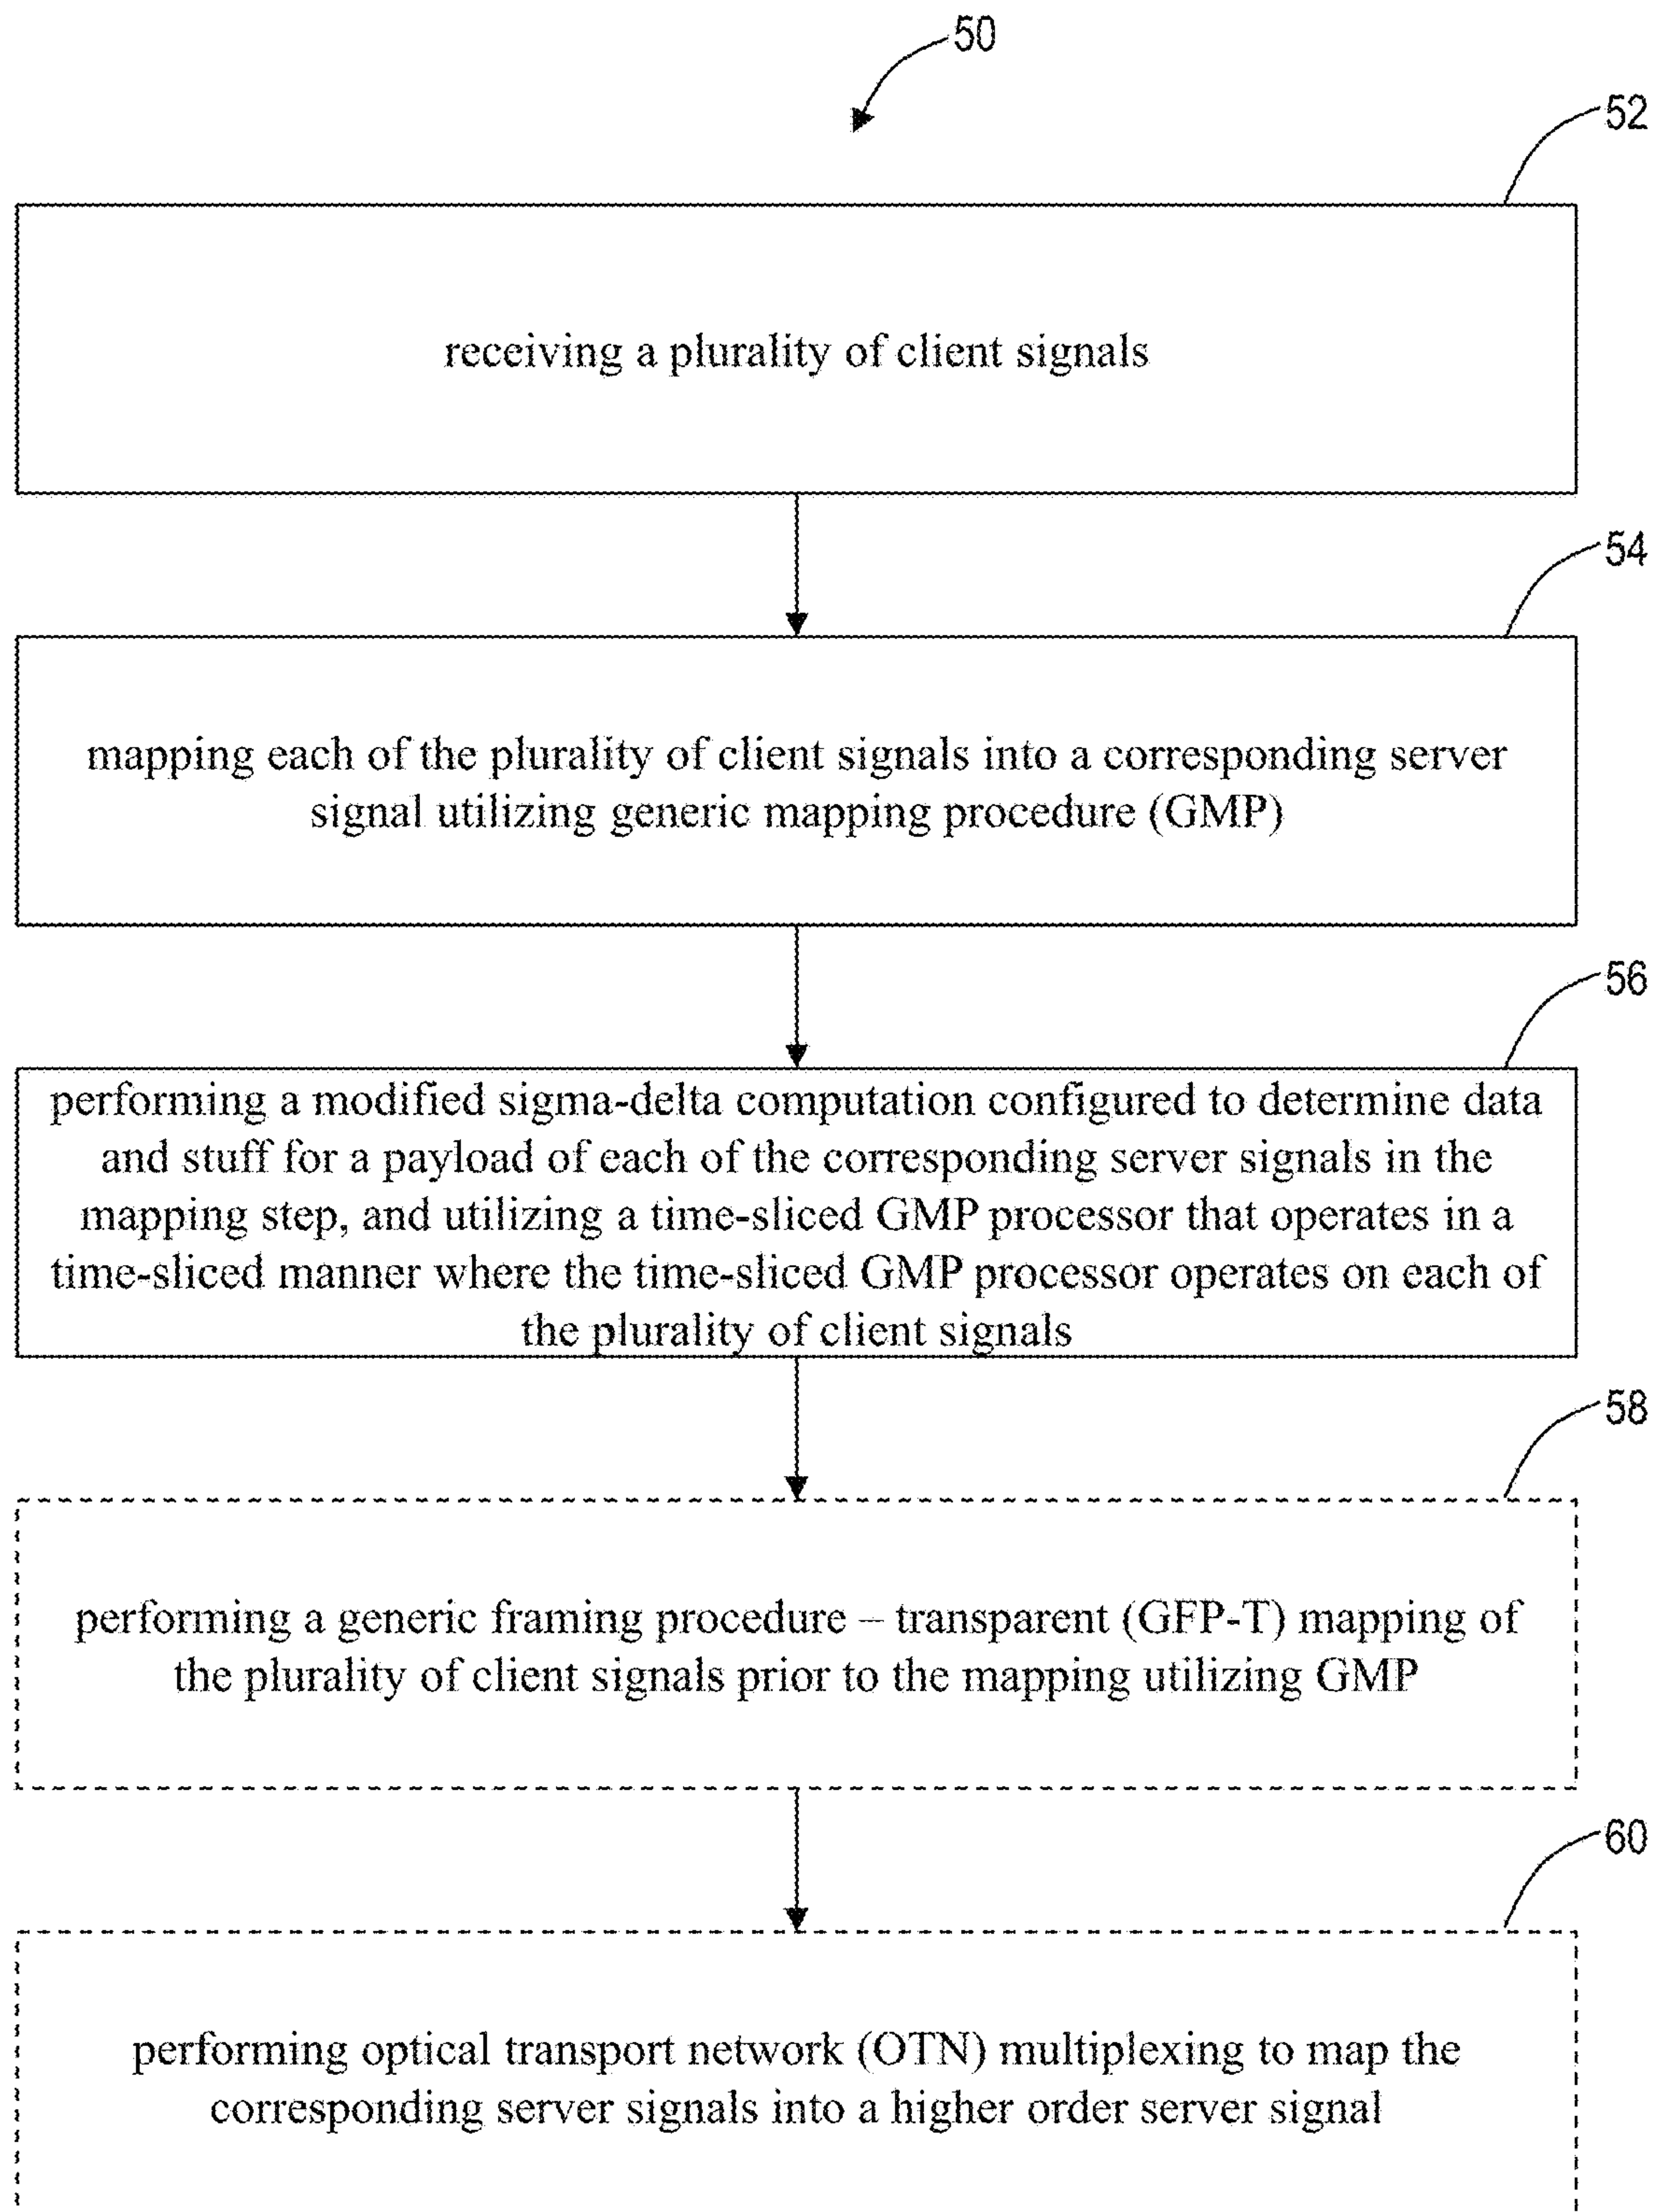 50
52
receiving a plurality of client signals
54
mapping each of the plurality of client signals into a corresponding server
signal utilizing generic mapping procedure (GMP)
56
performing a modified sigma-delta computation configured to determine data
and stuff for a payload of each of the corresponding server signals in the
mapping step, and utilizing a time-sliced GMP processor that operates in a
time-sliced manner where the time-sliced GMP processor operates on each of
the plurality of client signals
58
performing a generic framing procedure – transparent (GFP-T) mapping of
the plurality of client signals prior to the mapping utilizing GMP
60
performing optical transport network (OTN) multiplexing to map the
corresponding server signals into a higher order server signal